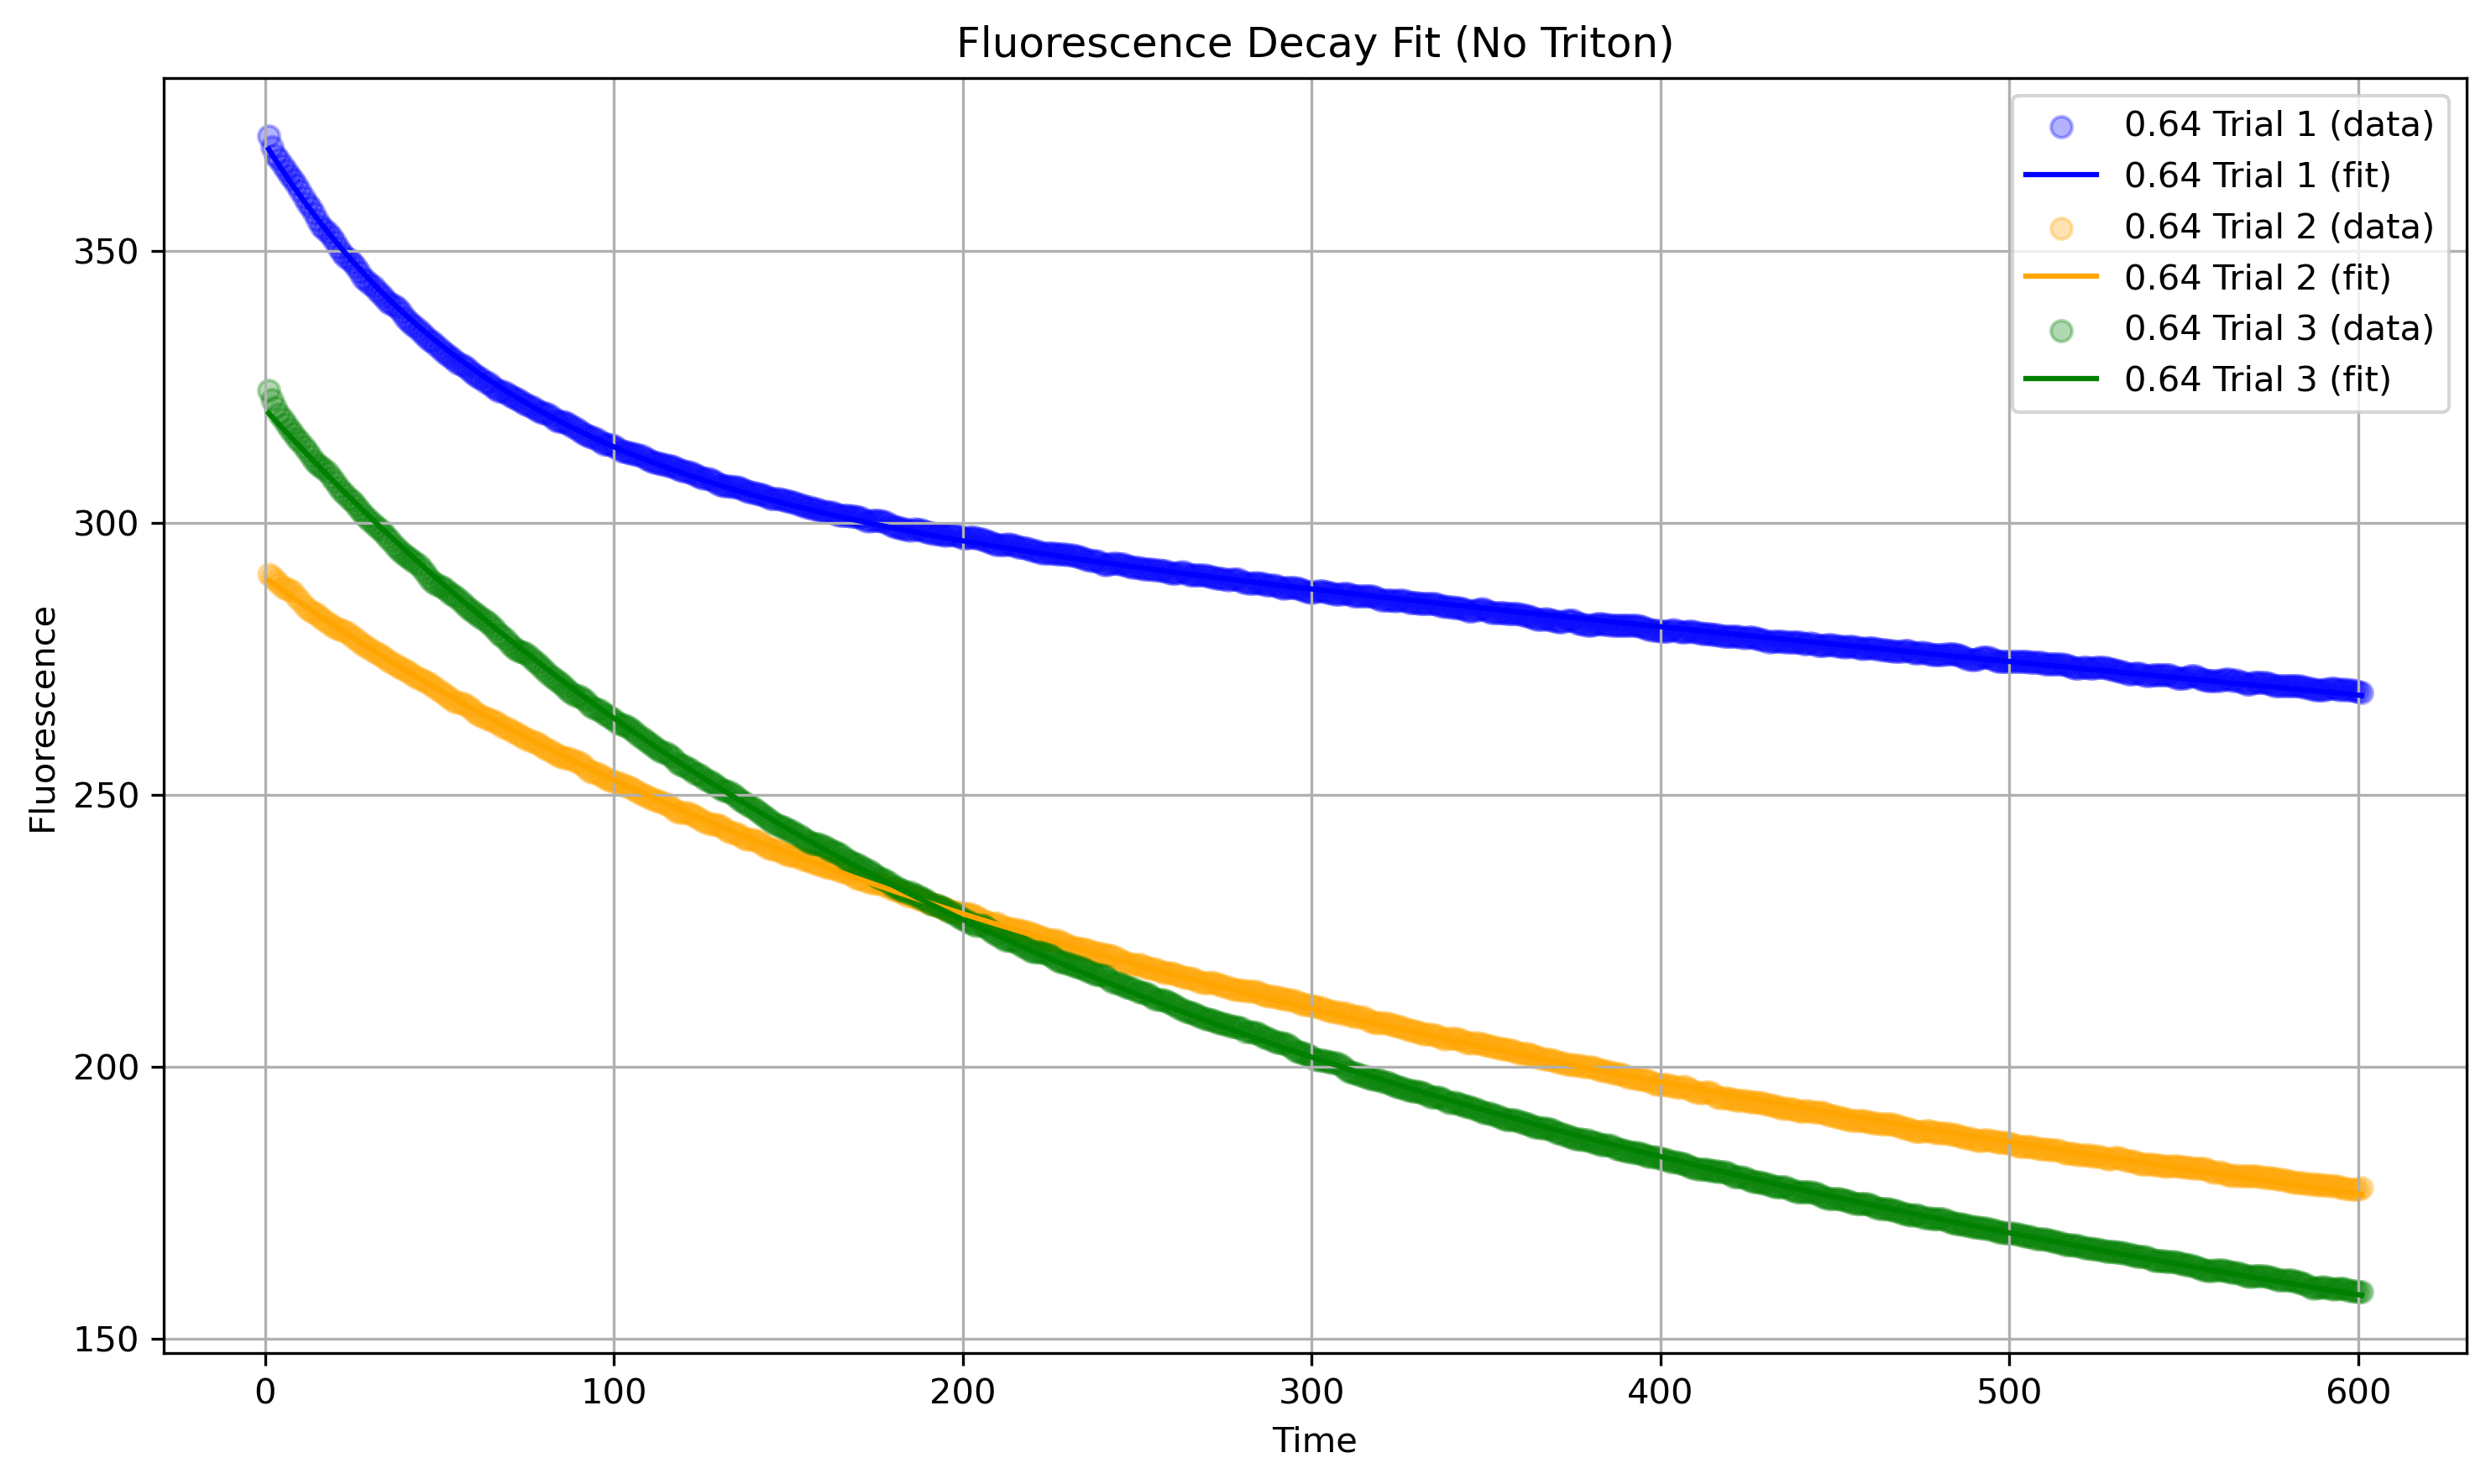 Fluorescence Decay Fit (No Triton)
0.64 Trial 1 (data)
0.64 Trial 1 (fit)
0.64 Trial 2 (data)
0.64 Trial 2 (fit)
0.64 Trial 3 (data)
0.64 Trial 3 (fit)
Fluorescence
350
300
250
200
150
0 100 200 300 400 500 600
Time